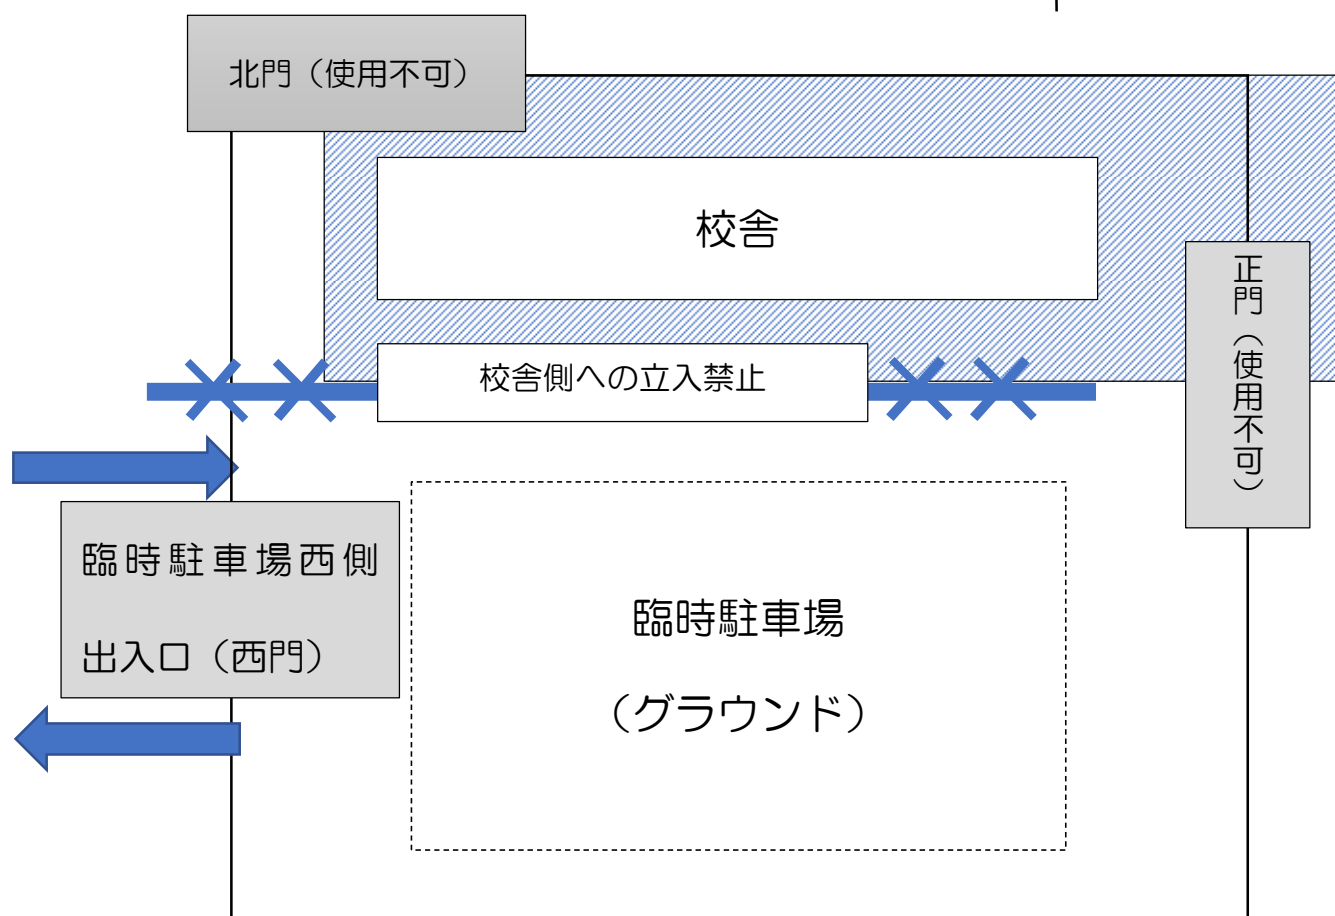 北門（使用不可）
校舎
正門（使用不可）
校舎側への立入禁止
臨時駐車場西側
出入口（西門）
臨時駐車場
（グラウンド）